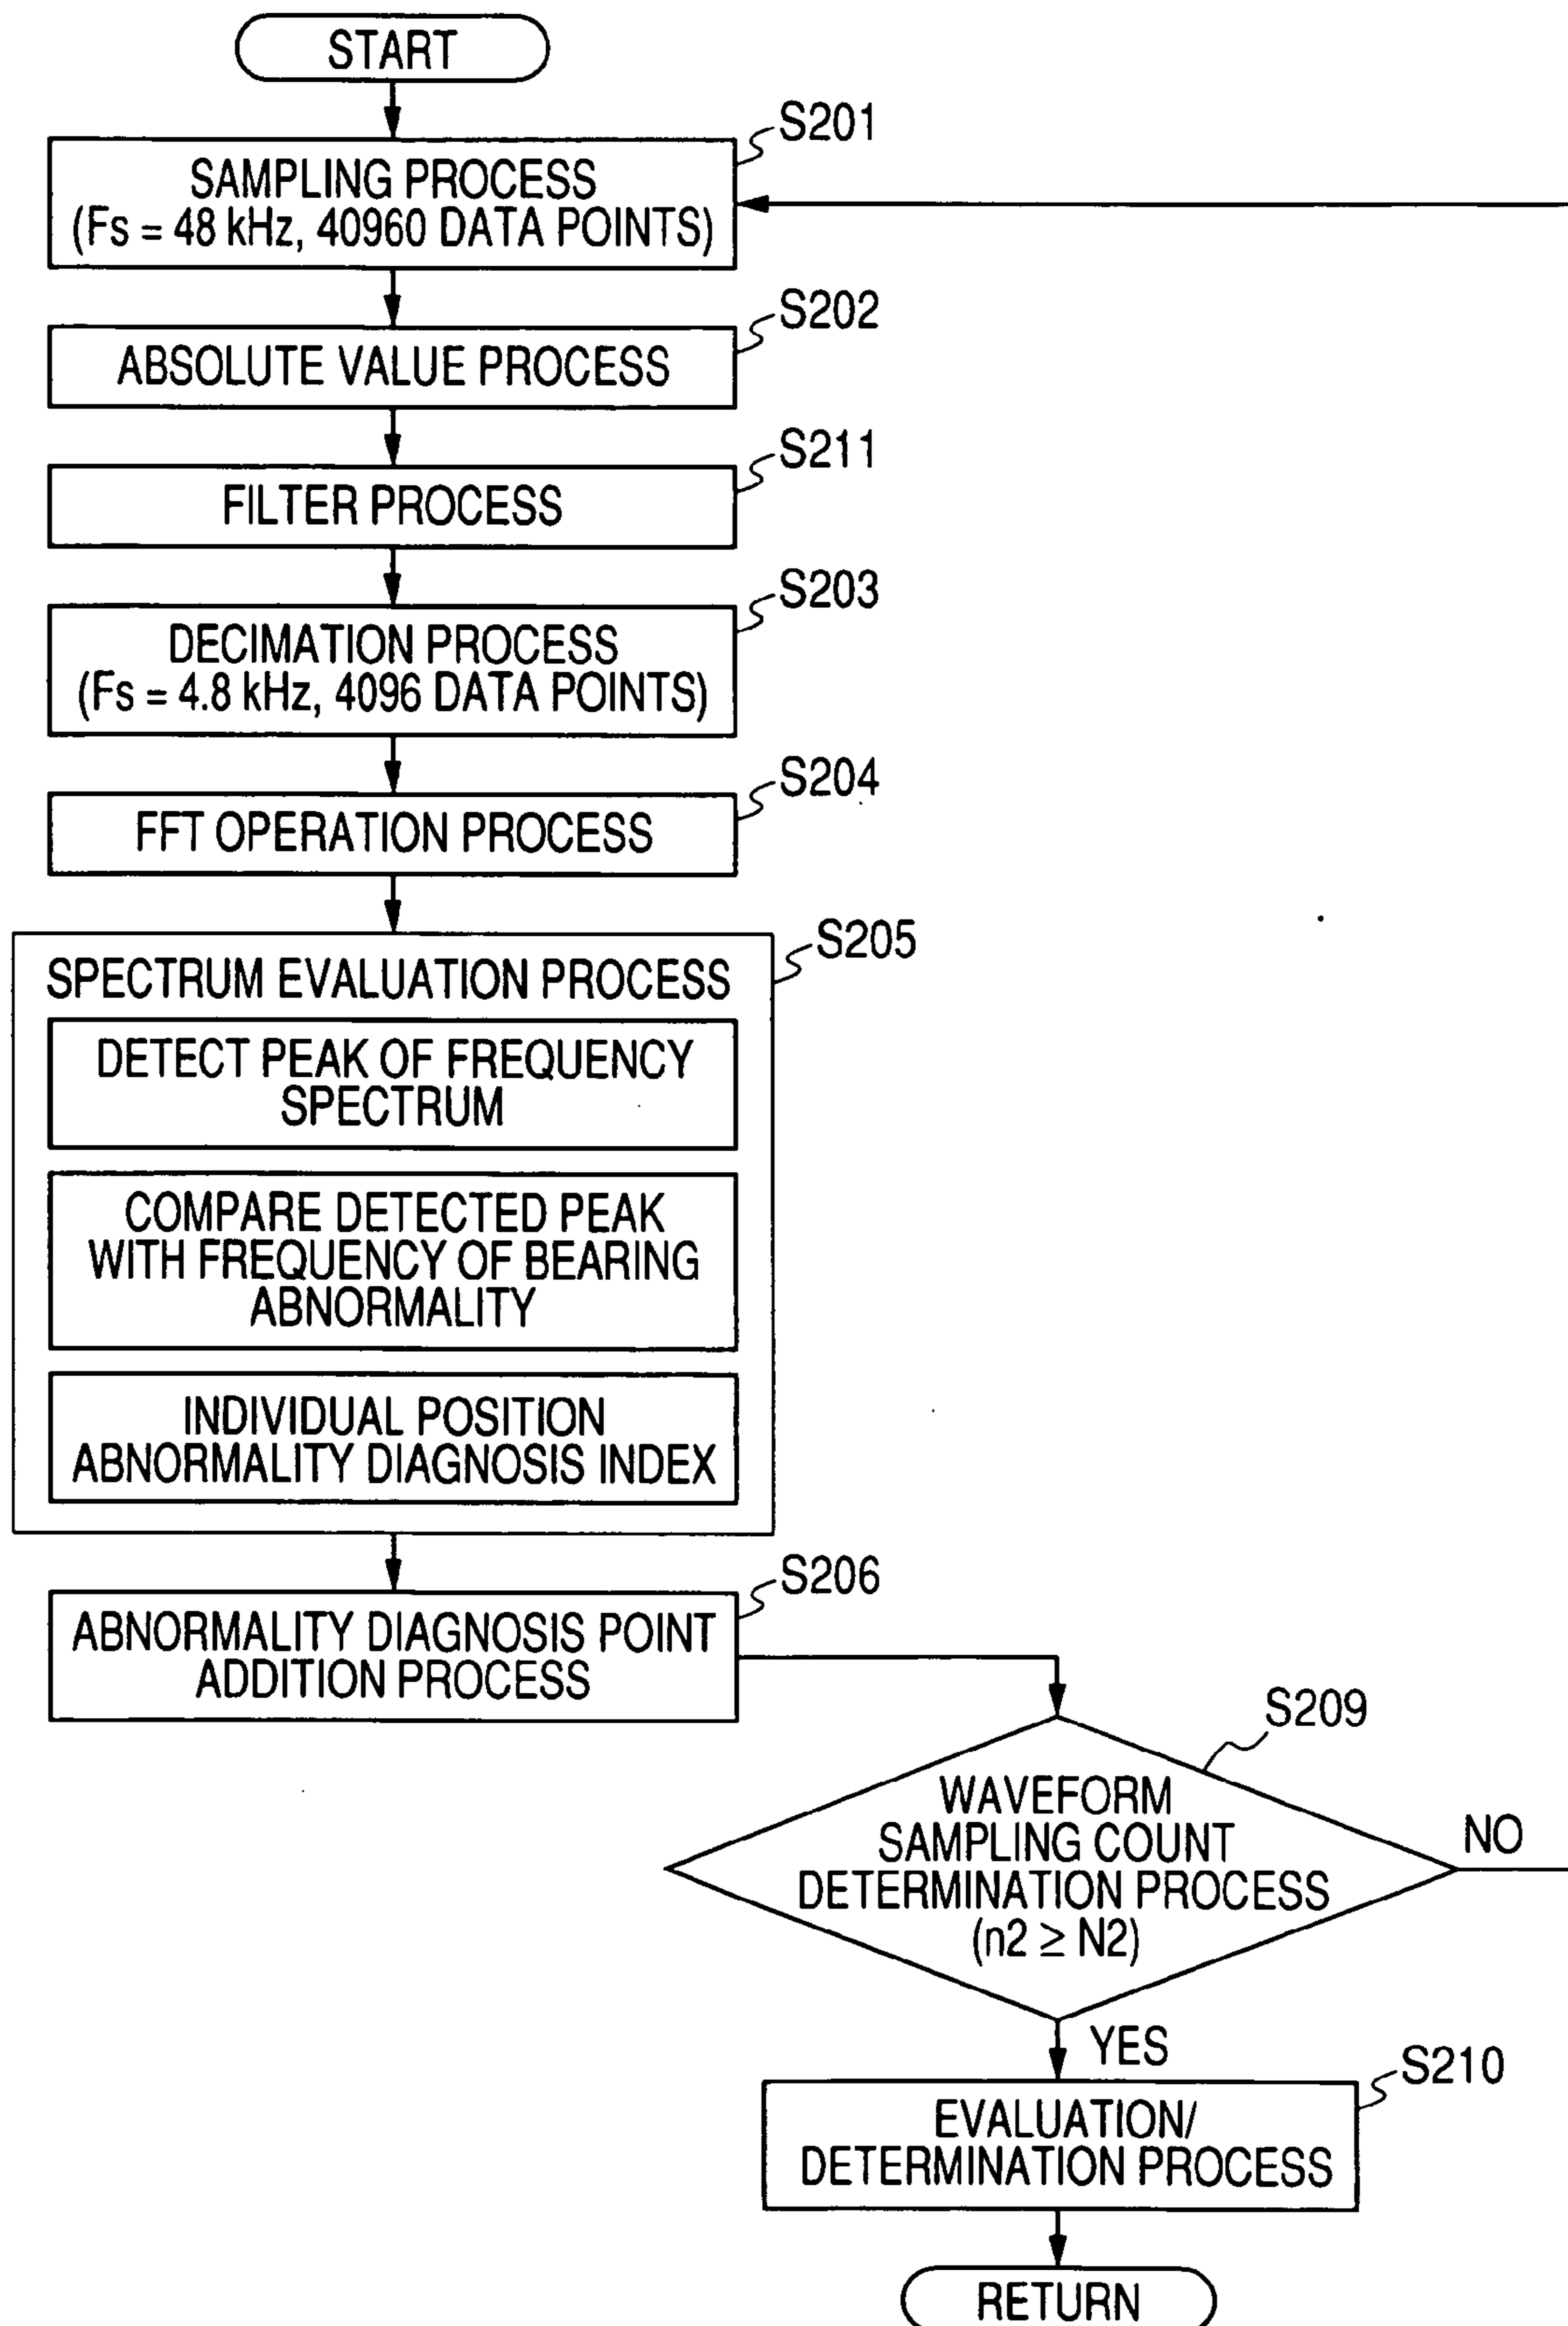 START
S201
SAMPLING PROCESS
(Fs = 48 kHz, 40960 DATA POINTS)
S202
ABSOLUTE VALUE PROCESS
S211
FILTER PROCESS
S203
DECIMATION PROCESS
(Fs = 4.8 kHz, 4096 DATA POINTS)
S204
FFT OPERATION PROCESS
S205
SPECTRUM EVALUATION PROCESS
DETECT PEAK OF FREQUENCY
SPECTRUM
COMPARE DETECTED PEAK
WITH FREQUENCY OF BEARING
ABNORMALITY
INDIVIDUAL POSITION
ABNORMALITY DIAGNOSIS INDEX
S206
ABNORMALITY DIAGNOSIS POINT
ADDITION PROCESS
S209
WAVEFORM
SAMPLING COUNT
DETERMINATION PROCESS
(n2 ≥ N2)
NO
YES
S210
EVALUATION/
DETERMINATION PROCESS
RETURN